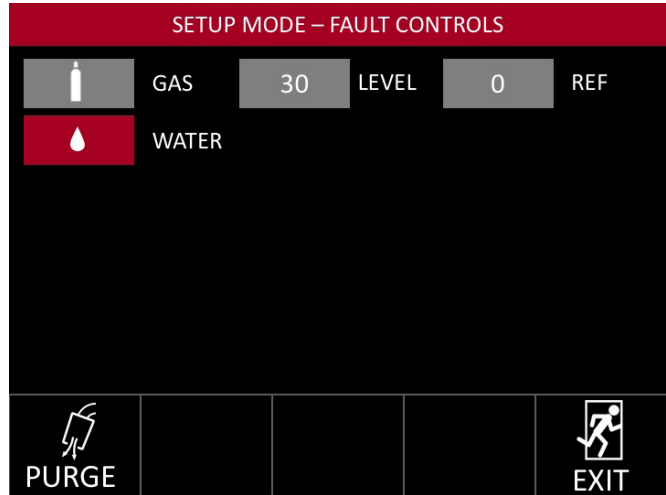 SETUP MODE – FAULT CONTROLS
GAS 30 LEVEL 0 REF
WATER
PURGE EXIT